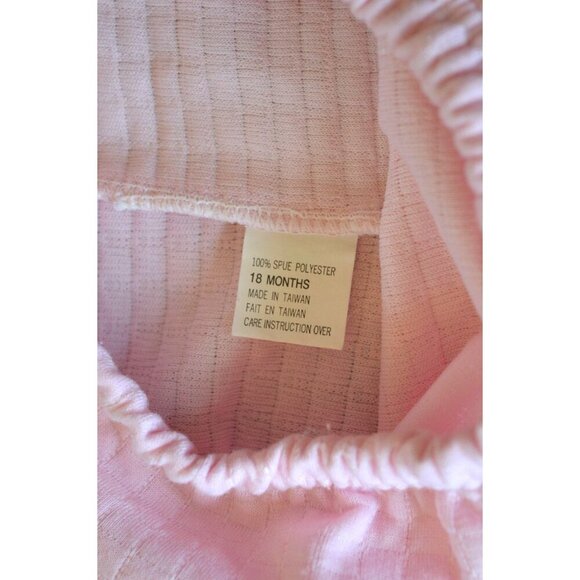 100% SPUE POLYESTER
18 MONTHS
MADE IN TAIWAN
FAIT EN TAIWAN
CARE INSTRUCTION OVER